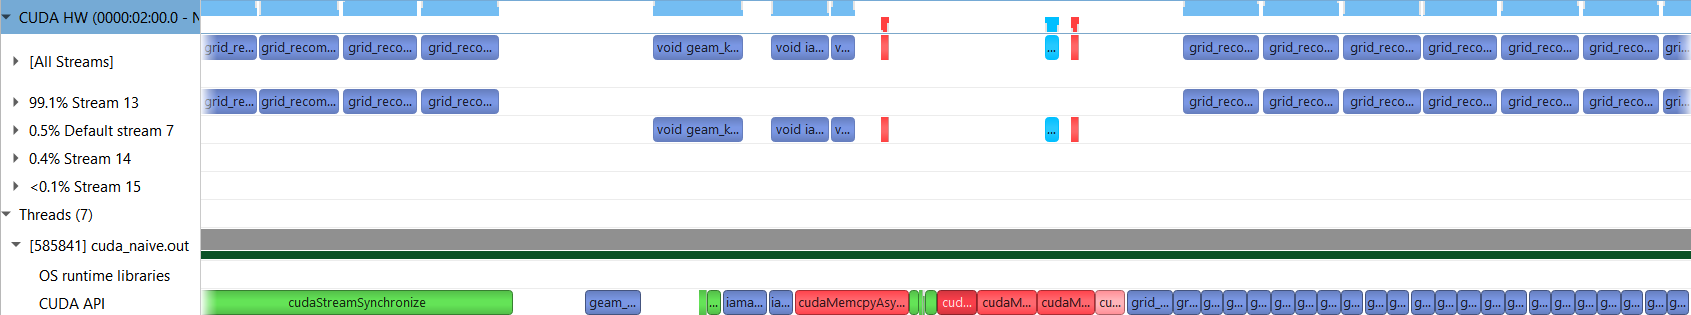 CUDA HW (0000:02:00.0 - N
[All Streams]
grid_re... grid_recom... grid_reco... grid_reco... void geam_k... void ia... v... ... grid_reco... grid_reco... grid_reco... grid_reco... grid_reco... grid_reco... gri...
99.1% Stream 13
grid_re... grid_recom... grid_reco... grid_reco... grid_reco... grid_reco... grid_reco... grid_reco... grid_reco... grid_reco... gri...
0.5% Default stream 7
void geam_k... void ia... v... ...
0.4% Stream 14
<0.1% Stream 15
Threads (7)
[585841] cuda_naive.out
OS runtime libraries
CUDA API
cudaStreamSynchronize geam_... ... iama... ia... cudaMemcpyAsy... cud... cudaM... cudaM... cu... grid_... gr... g... g... g... g... g... g... g... g... g... g... g... g... g... g... g... g... g... g... g... g... g...